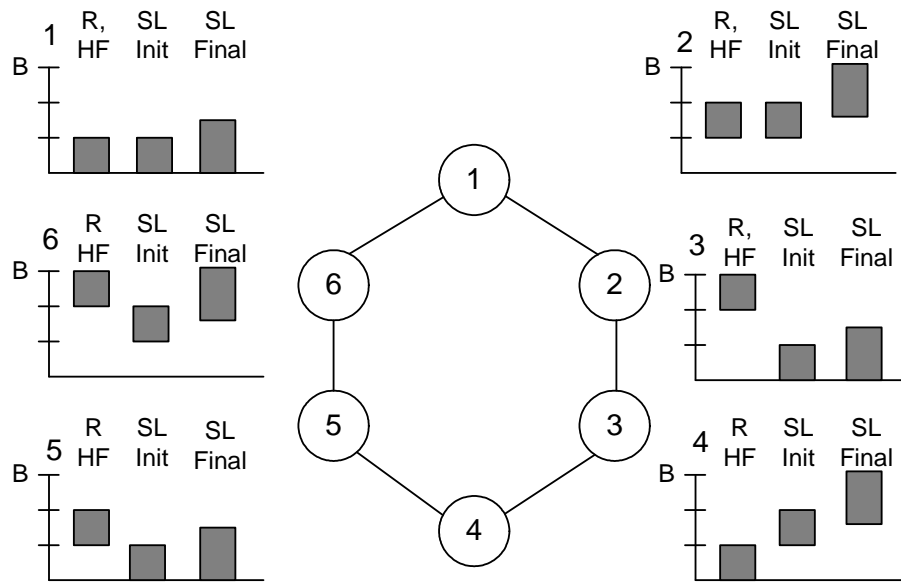 1
R,
HF
SL
Init
SL
Final
B
2
R,
HF
SL
Init
SL
Final
B
6
R
HF
SL
Init
SL
Final
B
3
R,
HF
SL
Init
SL
Final
B
5
R
HF
SL
Init
SL
Final
B
4
R
HF
SL
Init
SL
Final
B
1
6
2
5
3
4